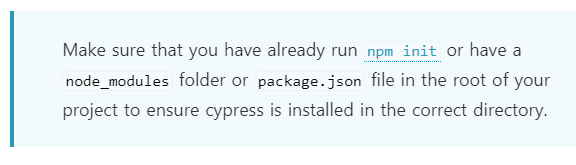 Make sure that you have already run npm init or have a
node_modules folder or package.json file in the root of your
project to ensure cypress is installed in the correct directory.